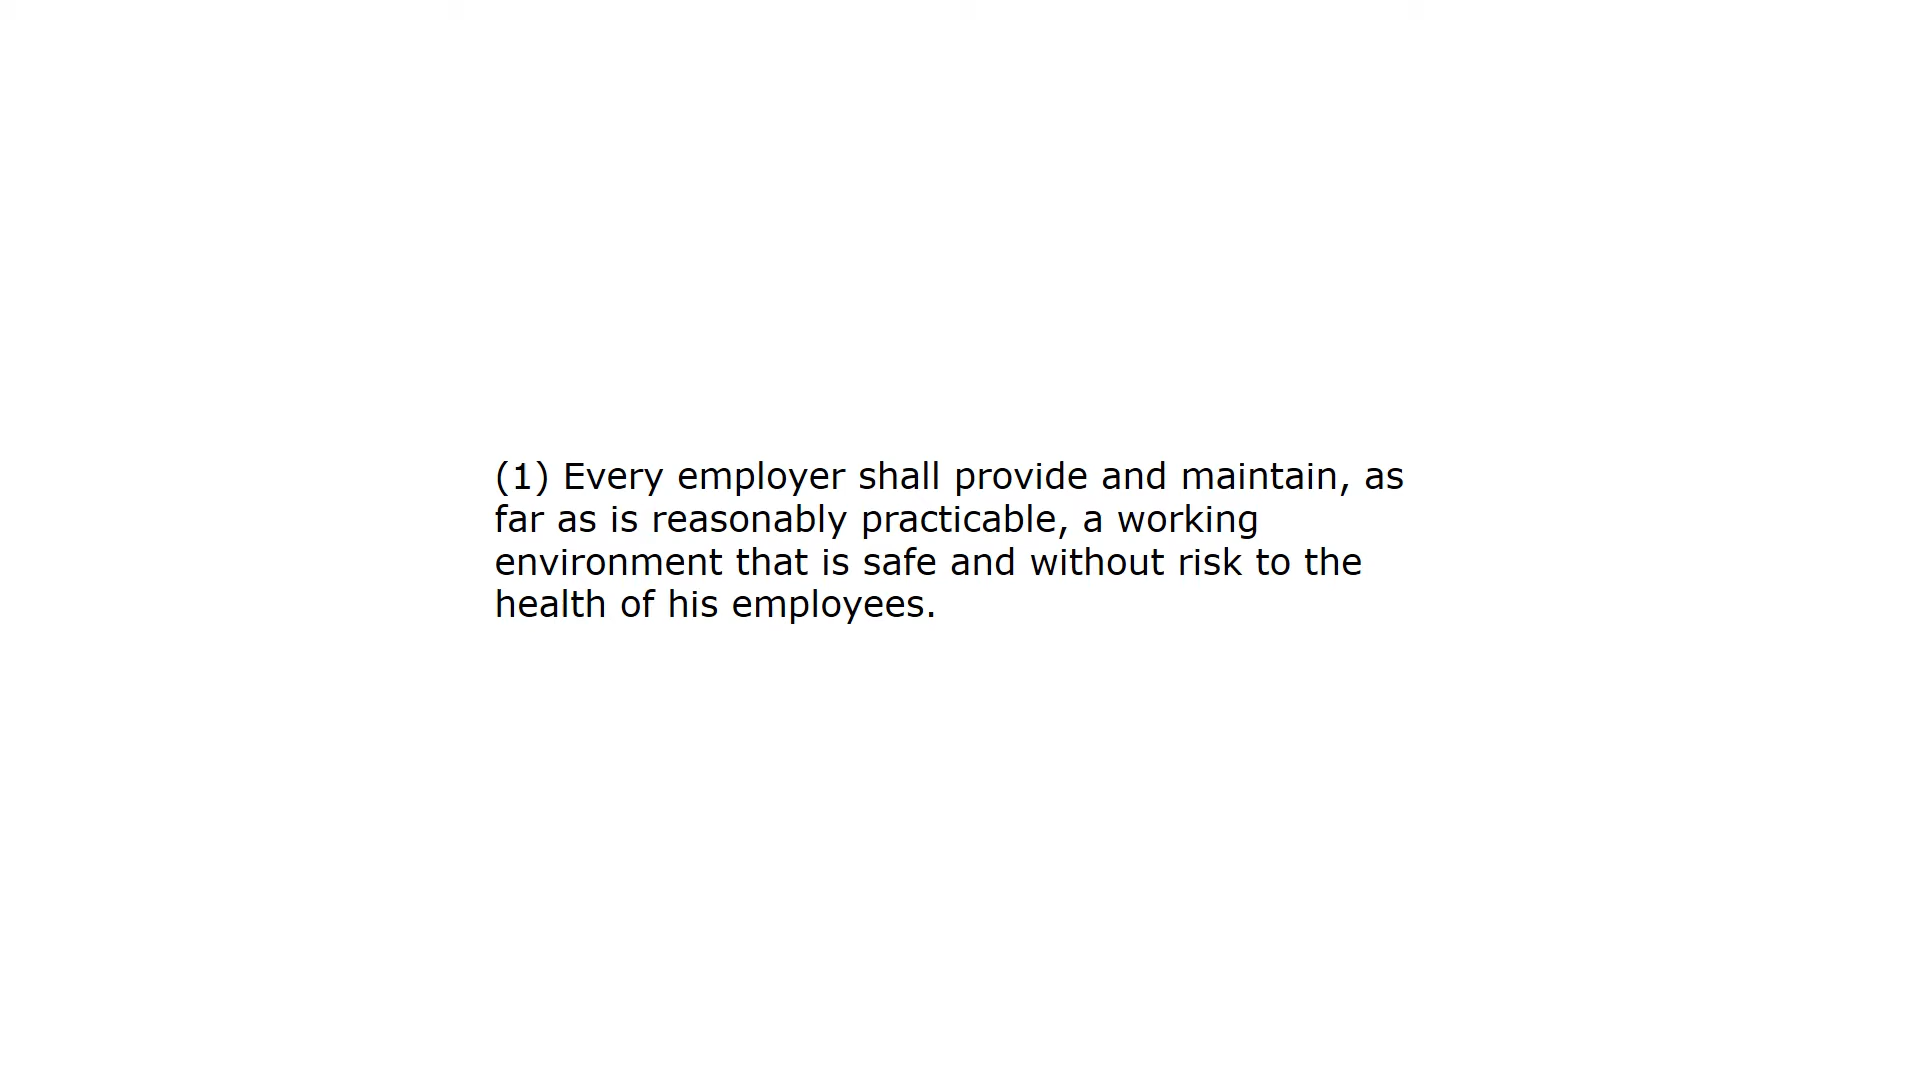 (1) Every employer shall provide and maintain, as
far as is reasonably practicable, a working
environment that is safe and without risk to the
health of his employees.